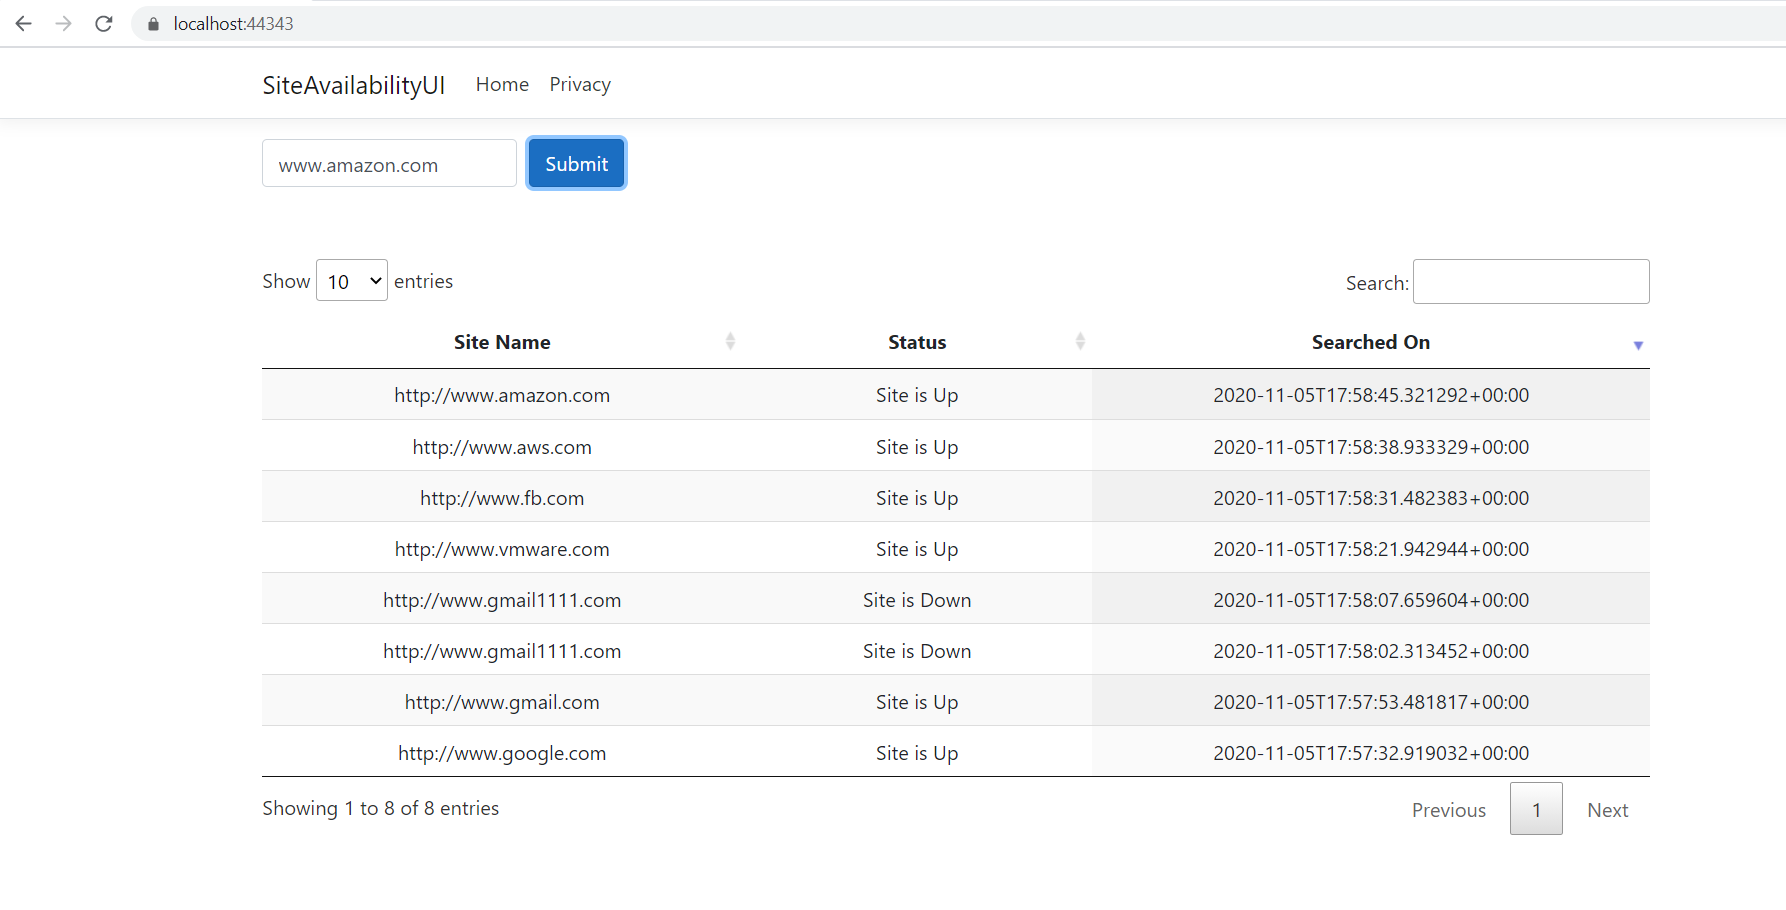 localhost:44343
SiteAvailabilityUI Home Privacy
www.amazon.com Submit
Show 10 entries Search:
Site Name Status Searched On
http://www.amazon.com Site is Up 2020-11-05T17:58:45.321292+00:00
http://www.aws.com Site is Up 2020-11-05T17:58:38.933329+00:00
http://www.fb.com Site is Up 2020-11-05T17:58:31.482383+00:00
http://www.vmware.com Site is Up 2020-11-05T17:58:21.942944+00:00
http://www.gmail1111.com Site is Down 2020-11-05T17:58:07.659604+00:00
http://www.gmail1111.com Site is Down 2020-11-05T17:58:02.313452+00:00
http://www.gmail.com Site is Up 2020-11-05T17:57:53.481817+00:00
http://www.google.com Site is Up 2020-11-05T17:57:32.919032+00:00
Showing 1 to 8 of 8 entries Previous 1 Next